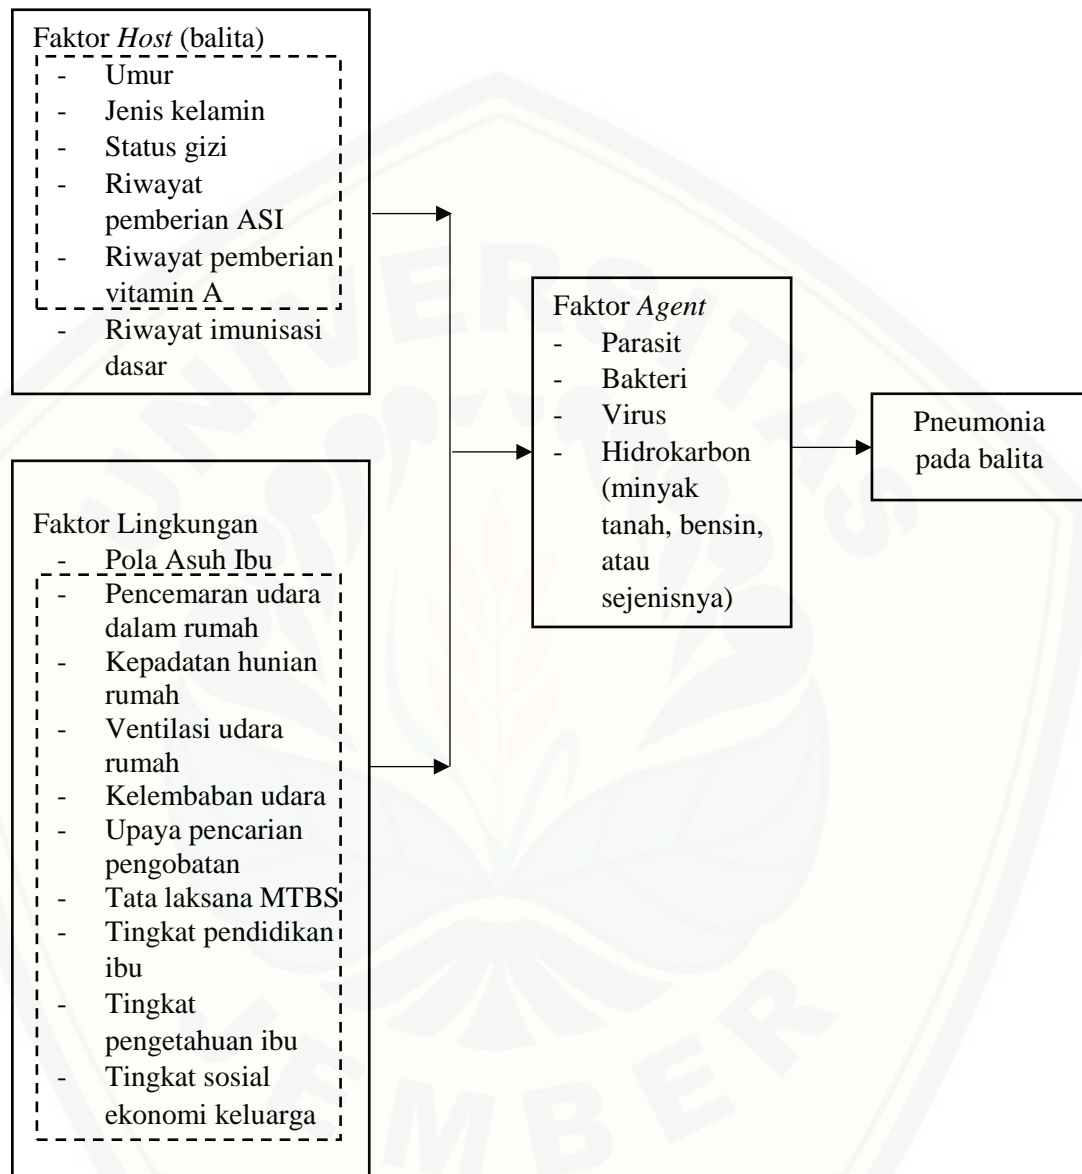 Faktor Host (balita)
- Umur
- Jenis kelamin
- Status gizi
- Riwayat
pemberian ASI
- Riwayat pemberian
vitamin A
- Riwayat imunisasi
dasar
Faktor Lingkungan
- Pola Asuh Ibu
- Pencemaran udara
dalam rumah
- Kepadatan hunian
rumah
- Ventilasi udara
rumah
- Kelembaban udara
- Upaya pencarian
pengobatan
- Tata laksana MTBS
- Tingkat pendidikan
ibu
- Tingkat
pengetahuan ibu
- Tingkat sosial
ekonomi keluarga
Faktor Agent
- Parasit
- Bakteri
- Virus
- Hidrokarbon
(minyak
tanah, bensin,
atau
sejenisnya)
Pneumonia
pada balita
UNIVERSITAS
JEMBER